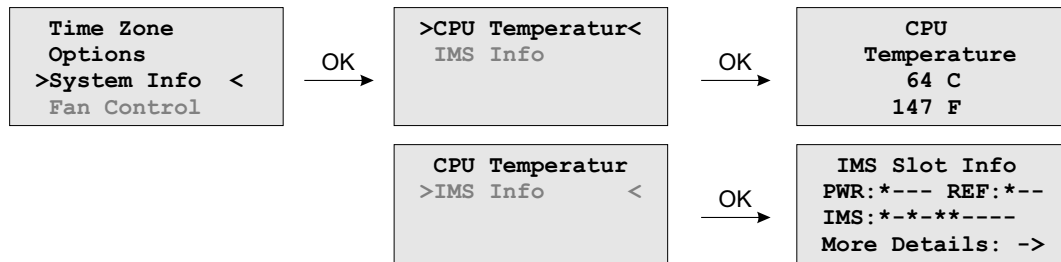 Time Zone
Options
>System Info <
Fan Control
OK
>CPU Temperatur<
IMS Info
OK
CPU
Temperature
64 C
147 F
CPU Temperatur
>IMS Info <
OK
IMS Slot Info
PWR:*--- REF:*--
IMS:*-*-**----
More Details: ->